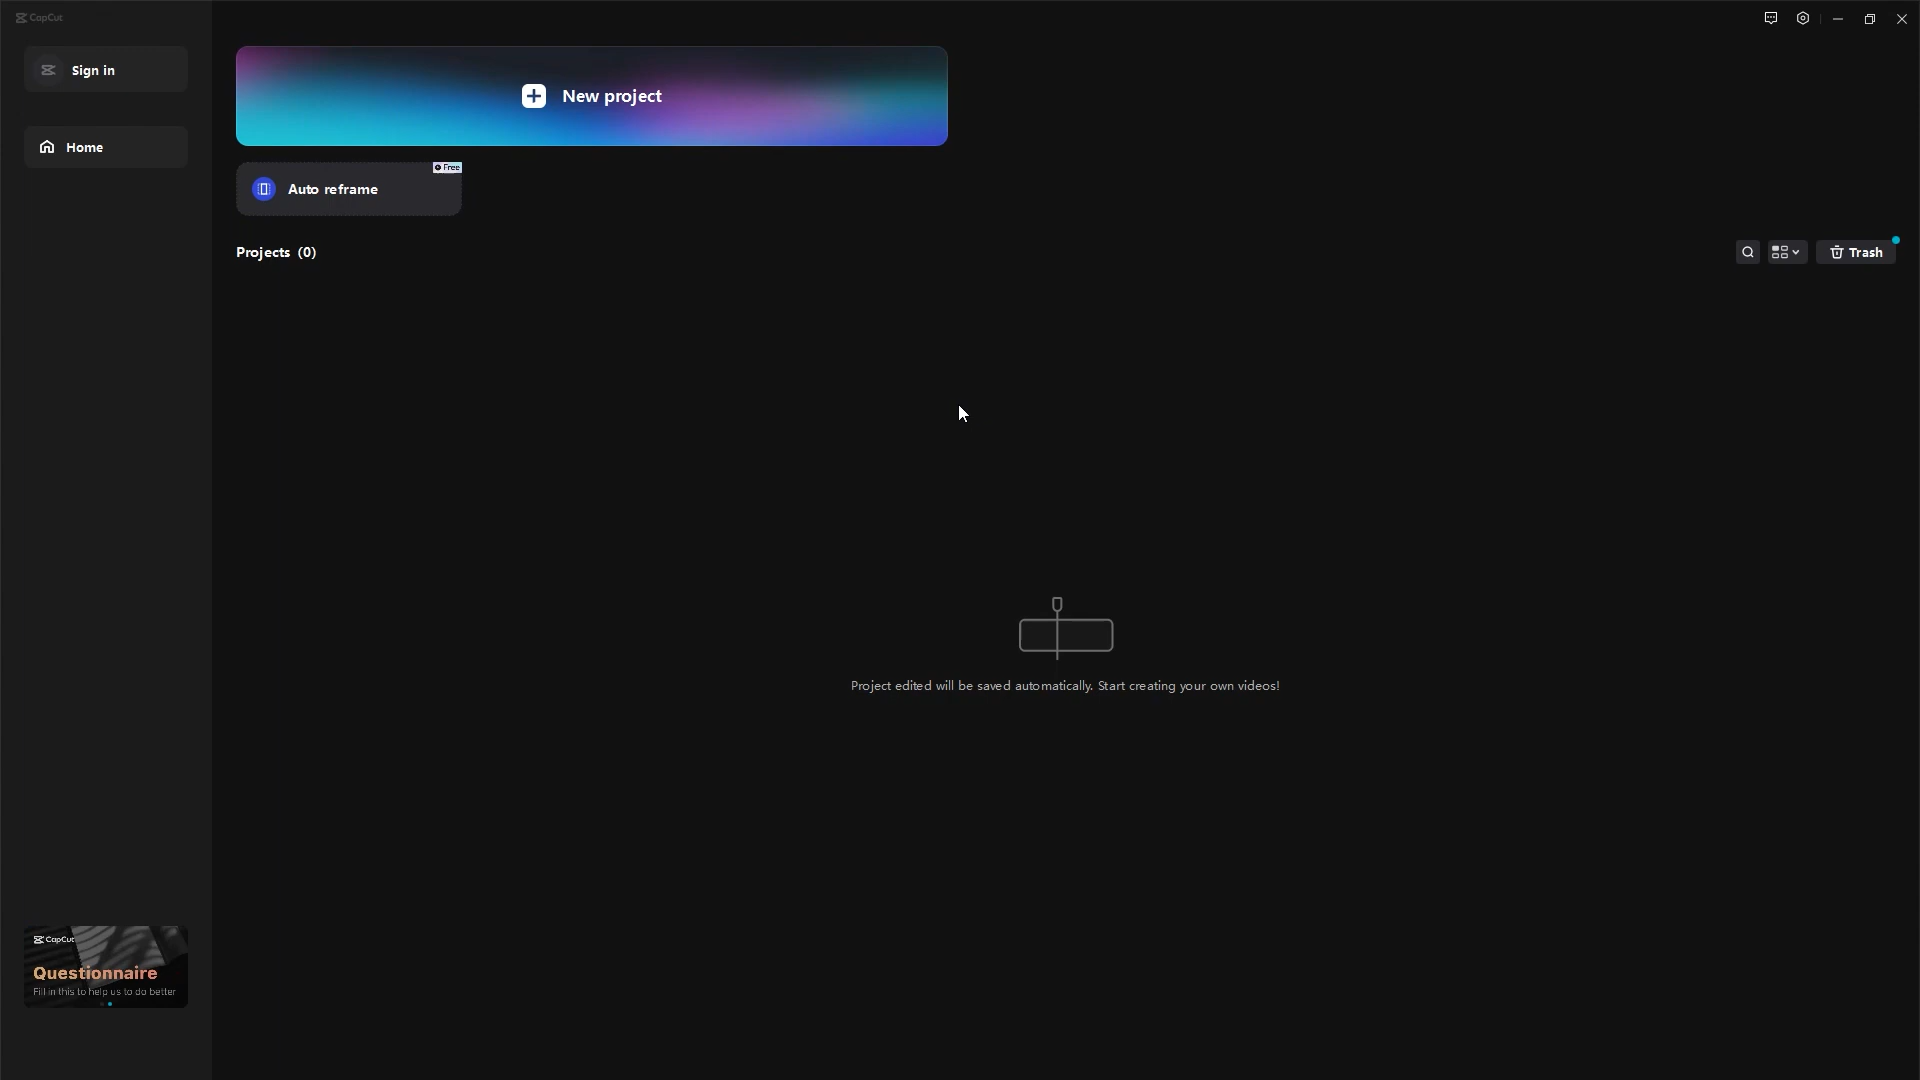 CapCut
Sign in
Home
New project
Free
Auto reframe
Projects (0)
Trash
Project edited will be saved automatically. Start creating your own videos!
CapCut
Questionnaire
Fill in this to help us to do better